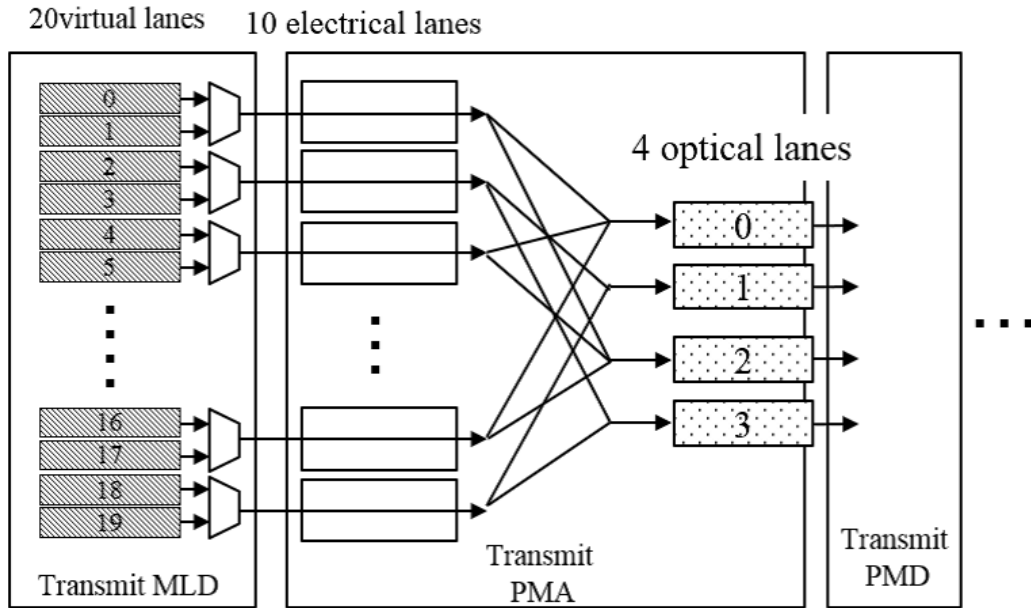 20virtual lanes
10 electrical lanes
0
1
2
3
4
5
16
17
18
19
4 optical lanes
0
1
2
3
Transmit MLD
Transmit
PMA
Transmit
PMD